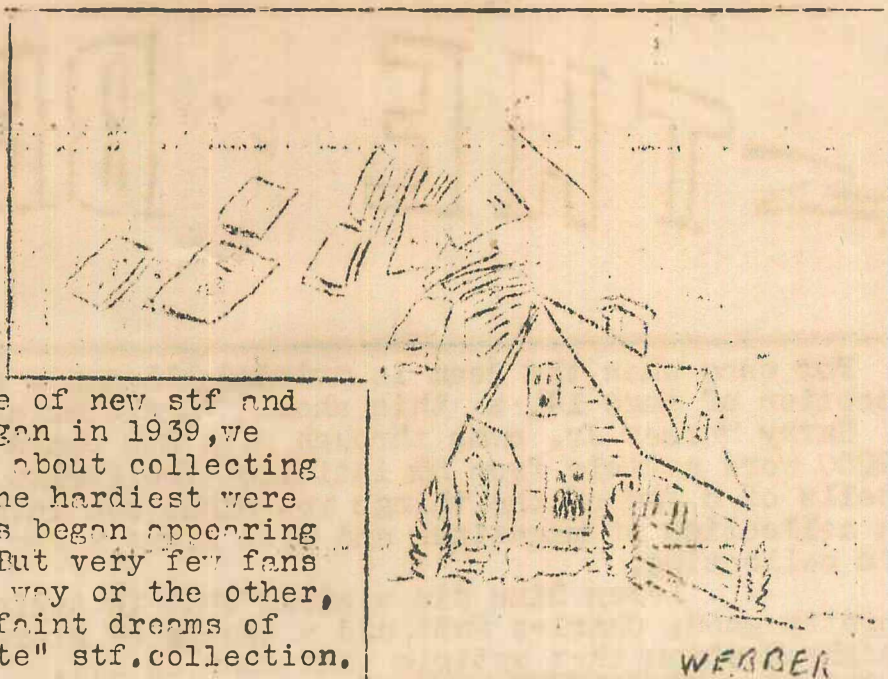 e of new stf and
gan in 1939,we
about collecting
he hardiest were
s began appearing
But very few fans
way or the other,
faint dreams of
te" stf.collection.
WEBBER